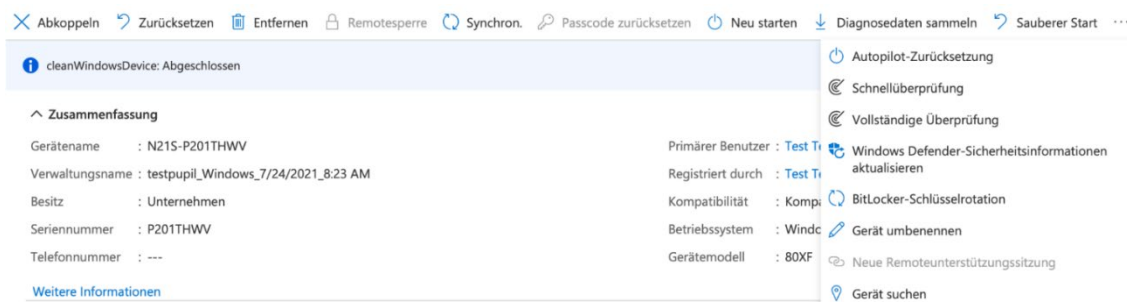 Abkoppeln Zurücksetzen Entfernen Remotesperre Synchron. Passcode zurücksetzen Neu starten Diagnosedaten sammeln Sauberer Start ...
cleanWindowsDevice: Abgeschlossen
Zusammenfassung
Gerätename : N21S-P201THWV
Verwaltungsname : testpupil_Windows_7/24/2021_8:23 AM
Besitz : Unternehmen
Seriennummer : P201THWV
Telefonnummer : ---
Weitere Informationen
Primärer Benutzer : Test
Registriert durch : Test
Kompatibilität :
Betriebssystem :
Gerätemodell : 80XF
Autopilot-Zurücksetzung
Schnellüberprüfung
Vollständige Überprüfung
Windows Defender-Sicherheitsinformationen
aktualisieren
BitLocker-Schlüsselrotation
Gerät umbenennen
Neue Remoteunterstützungssitzung
Gerät suchen